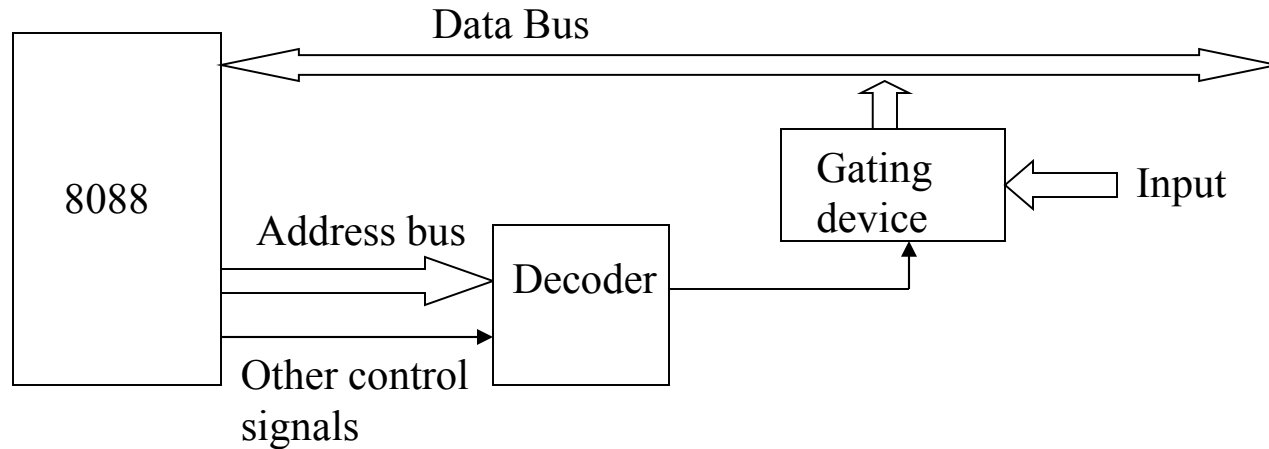 Data Bus
8088
Gating
device
Input
Address bus
Decoder
Other control
signals